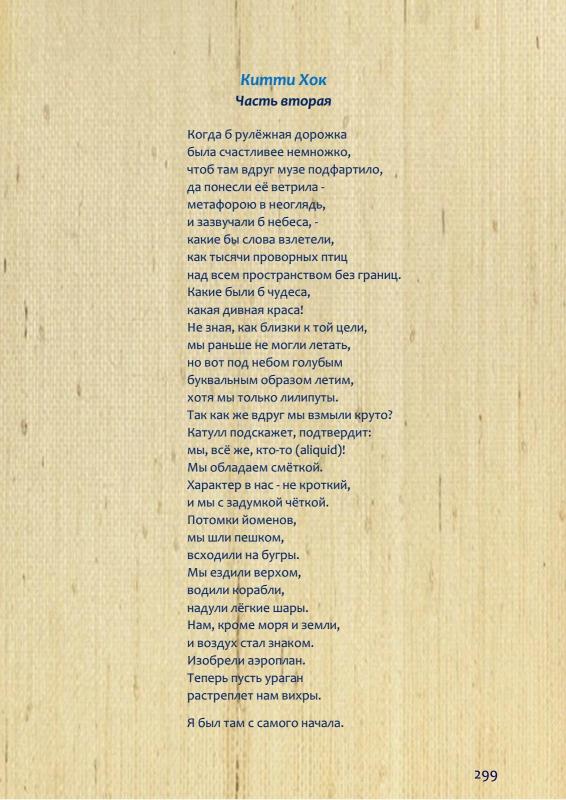 Китти Хок
Часть вторая
Когда б рулёжная дорожка
была счастливее немножко,
чтоб там вдруг музе подфартило,
да понесли её ветрила -
метафорою в неоглядь,
и зазвучали б небеса, -
какие бы слова взлетели,
как тысячи проворных птиц
над всем пространством без границ.
Какие были б чудеса,
какая дивная краса!
Не зная, как близки к той цели,
мы раньше не могли летать,
но вот под небом голубым
буквальным образом летим,
хотя мы только лилипуты.
Так как же вдруг мы взмыли круто?
Катулл подскажет, подтвердит:
мы, всё же, кто-то (aliquid)!
Мы обладаем смёткой.
Характер в нас - не кроткий,
и мы с задумкой чёткой.
Потомки йоменов,
мы шли пешком,
всходили на бугры.
Мы ездили верхом,
водили корабли,
надули лёгкие шары.
Нам, кроме моря и земли,
и воздух стал знаком.
Изобрели аэроплан.
Теперь пусть ураган
растреплет нам вихры.
Я был там с самого начала.
299